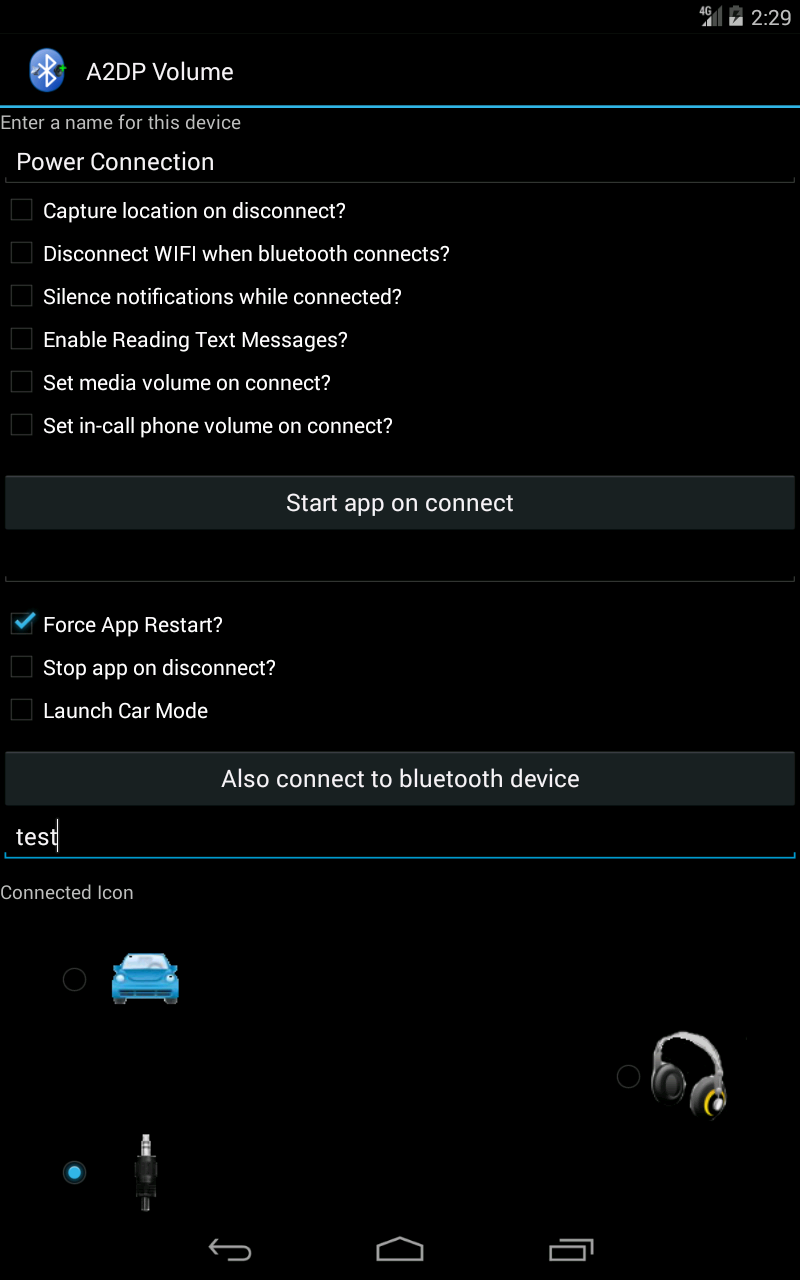 4G 2:29
A2DP Volume
Enter a name for this device
Power Connection
Capture location on disconnect?
Disconnect WIFI when bluetooth connects?
Silence notifications while connected?
Enable Reading Text Messages?
Set media volume on connect?
Set in-call phone volume on connect?
Start app on connect
Force App Restart?
Stop app on disconnect?
Launch Car Mode
Also connect to bluetooth device
test
Connected Icon